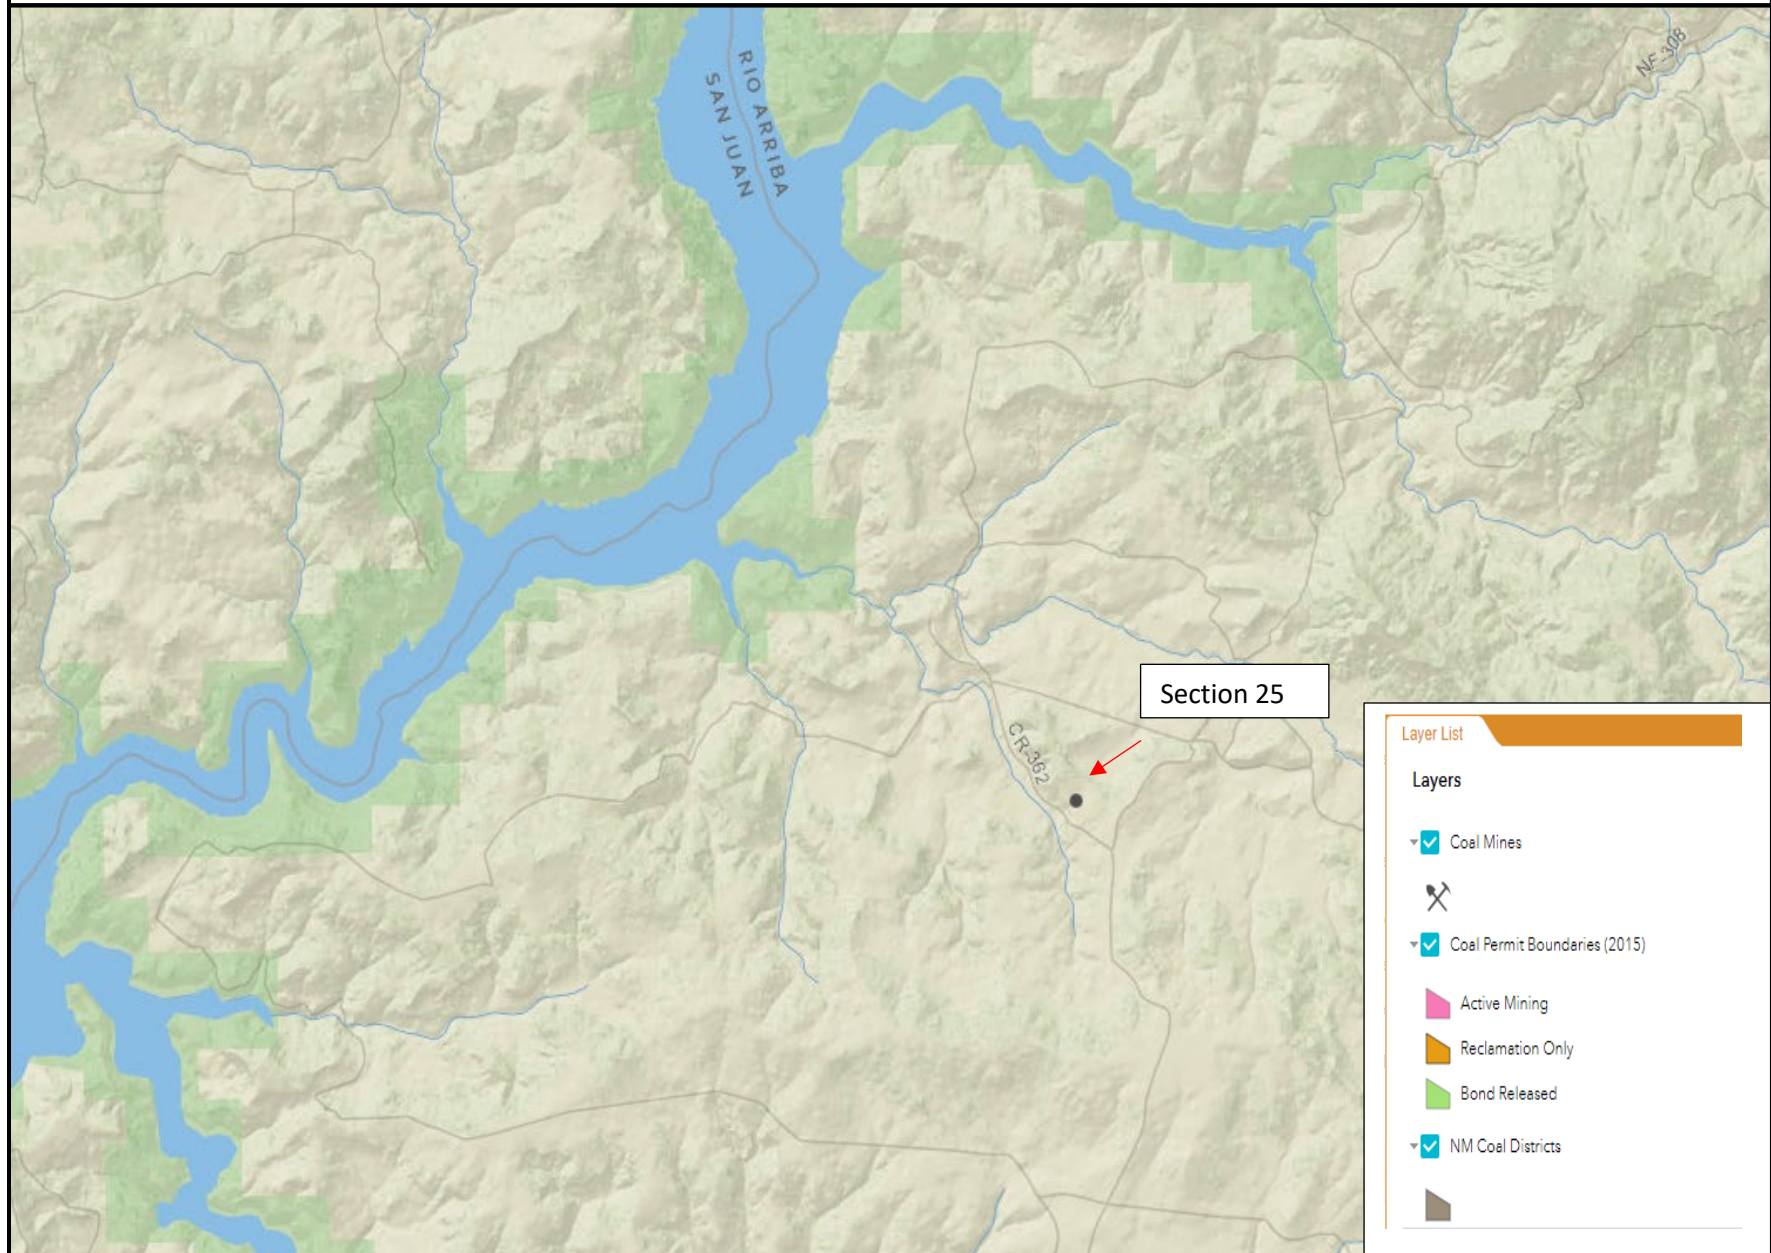 NF-308
RIO ARRIBA
SAN JUAN
Section 25
CR-362
Layer List
Layers
Coal Mines
Coal Permit Boundaries (2015)
Active Mining
Reclamation Only
Bond Released
NM Coal Districts